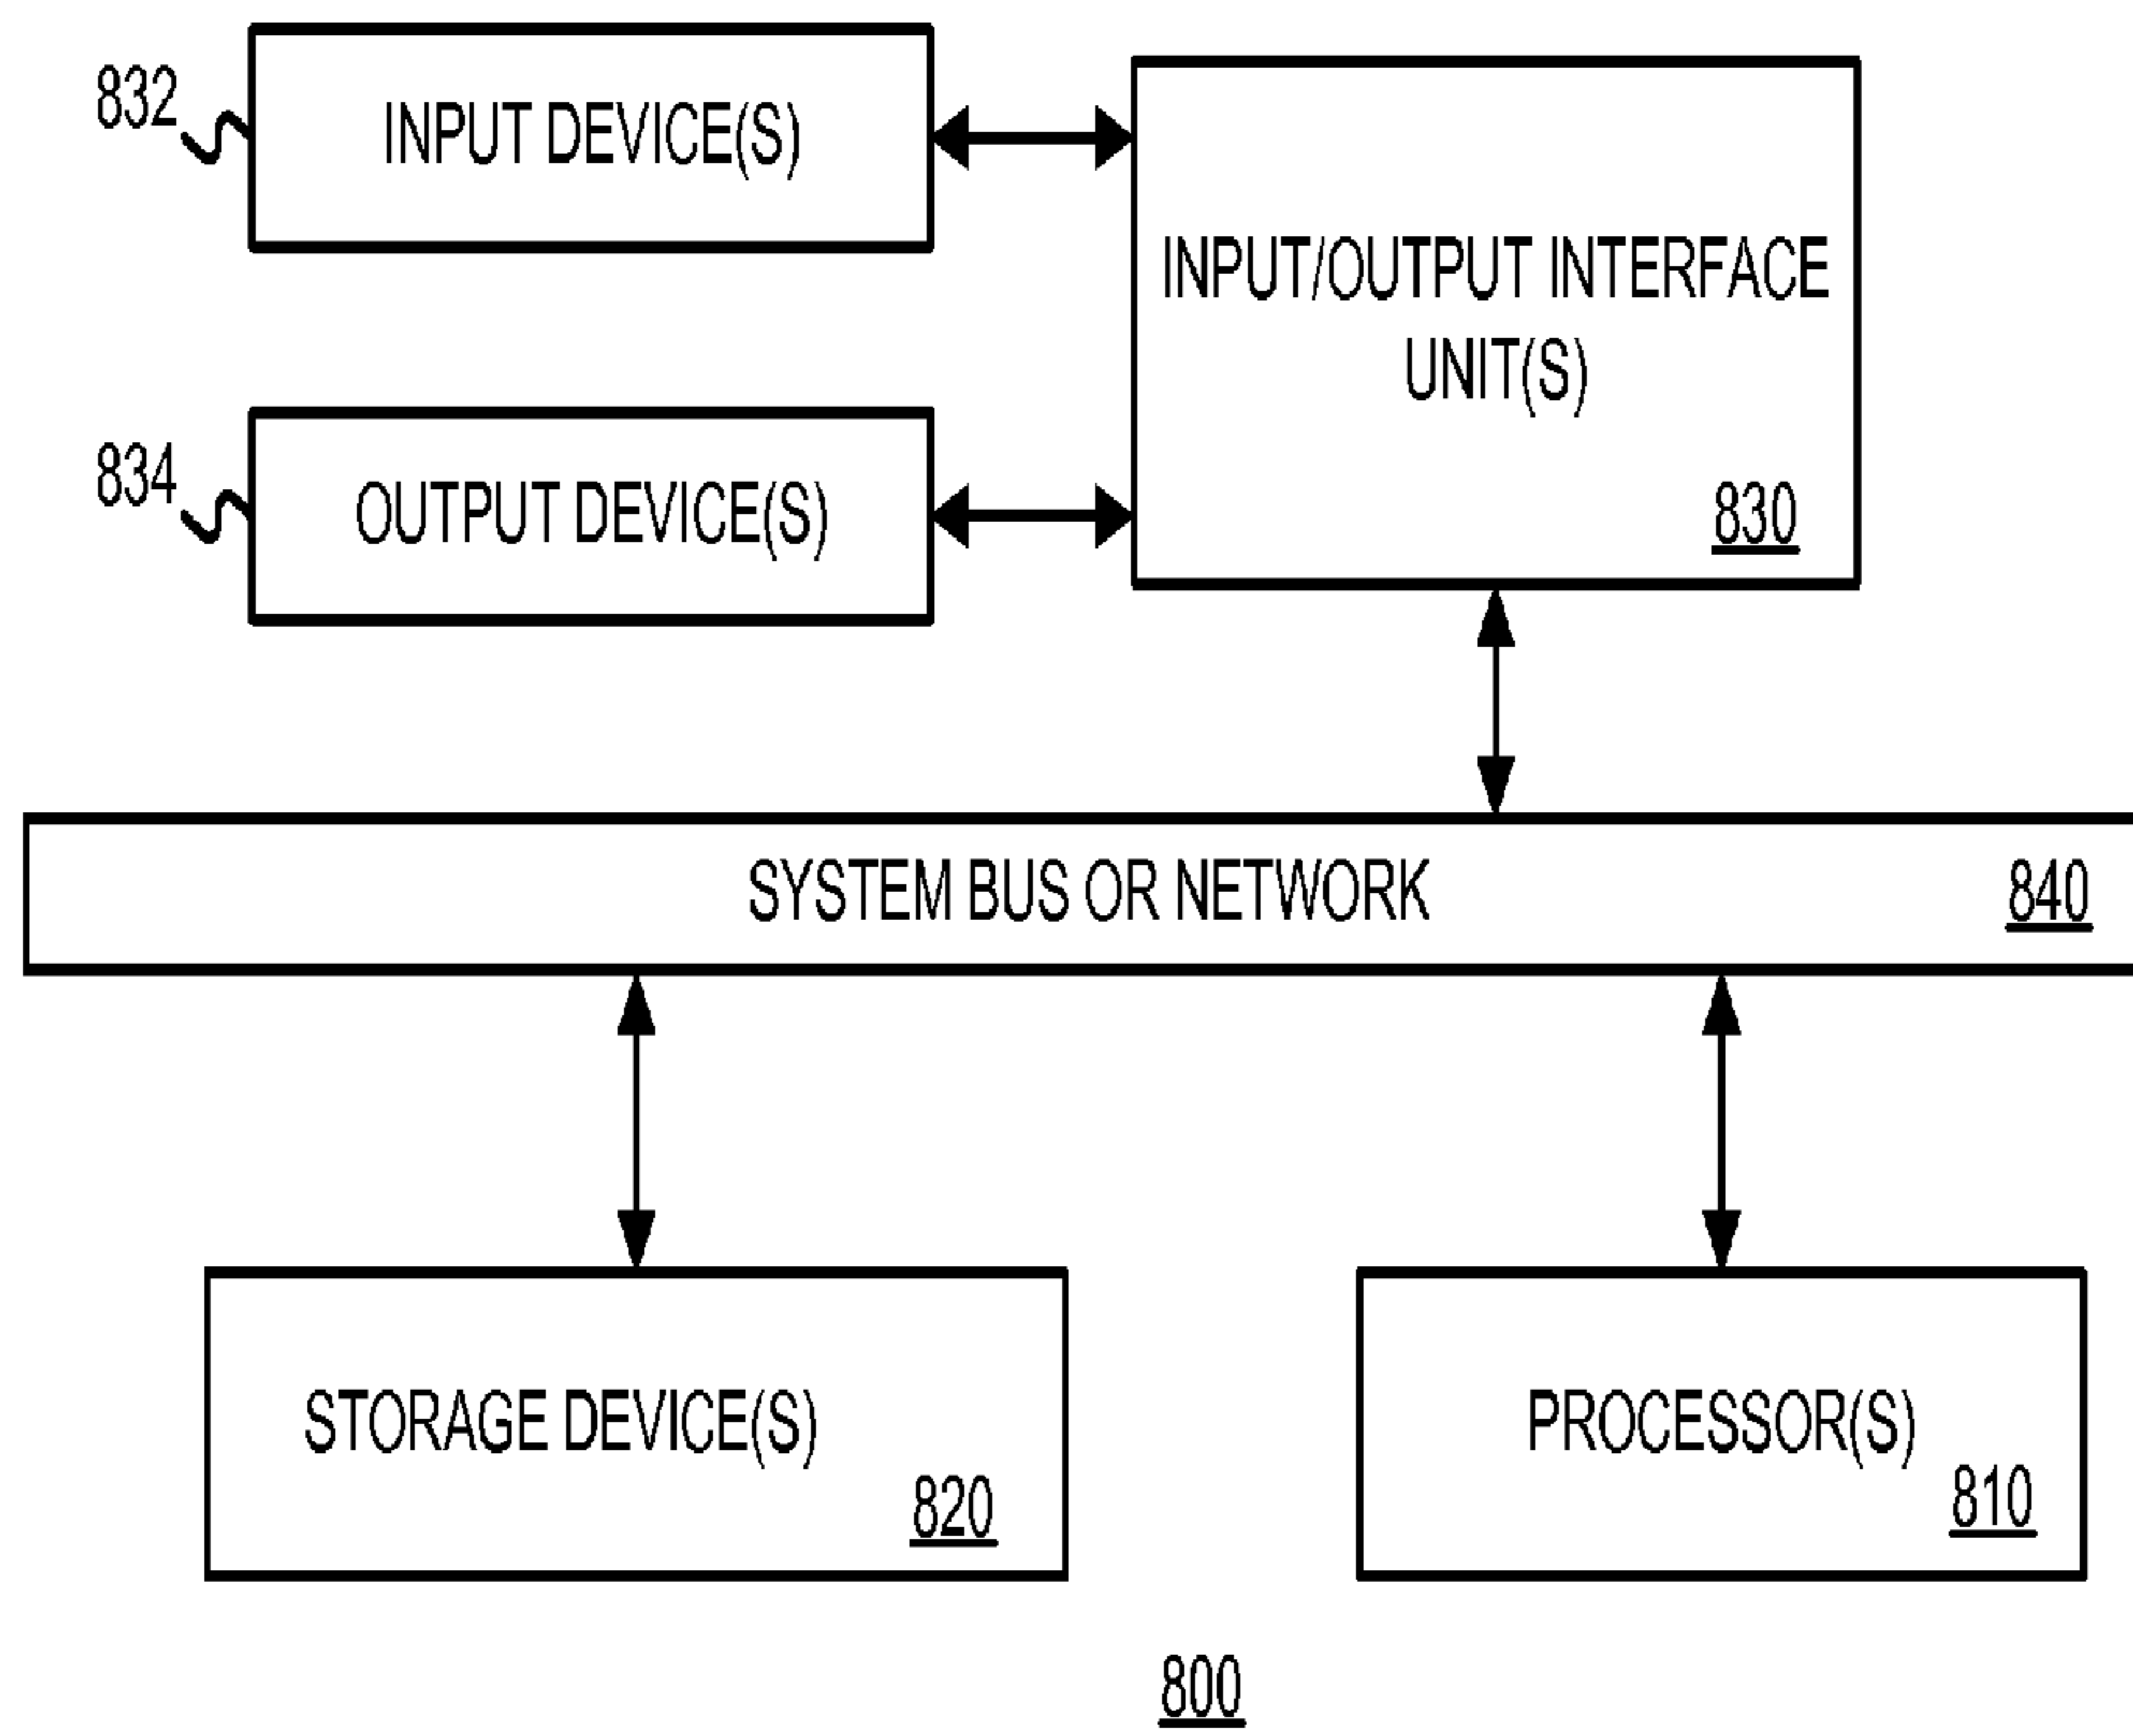 832
INPUT DEVICE(S)
INPUT/OUTPUT INTERFACE
UNIT(S)
834
OUTPUT DEVICE(S)
830
SYSTEM BUS OR NETWORK
840
STORAGE DEVICE(S)
820
PROCESSOR(S)
810
800